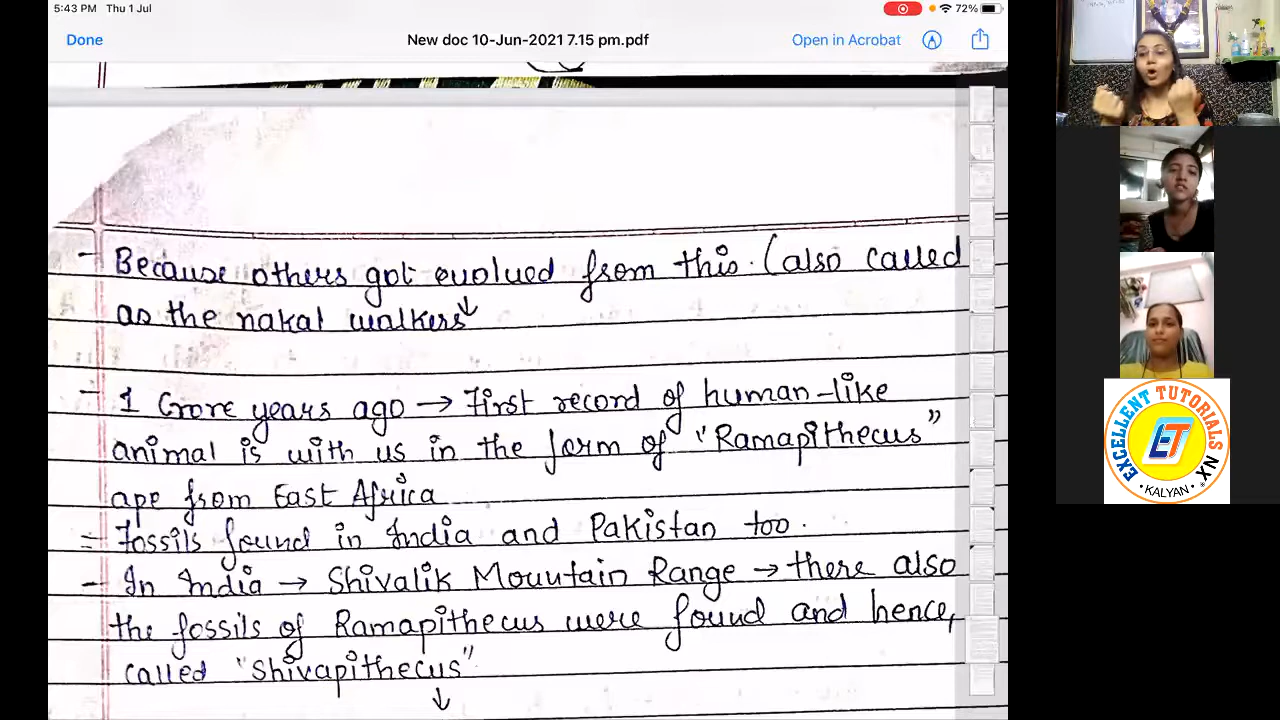 5:43 PM Thu 1 Jul
72%
Done
New doc 10-Jun-2021 7.15 pm.pdf
Open in Acrobat
- Because others got evolved from this. (also called
as the nakal walkers ↓
- 1 Crore years ago → First record of human-like
animal is with us in the form of "Ramapithecus"
ape from East Africa
= Fossils found in India and Pakistan too.
- In India → Shivalik Mountain Range → there also
the fossils of Ramapithecus were found and hence,
called "Shivapithecus"
↓
EXCELLENT TUTORIALS NX
ET
• KALYAN •